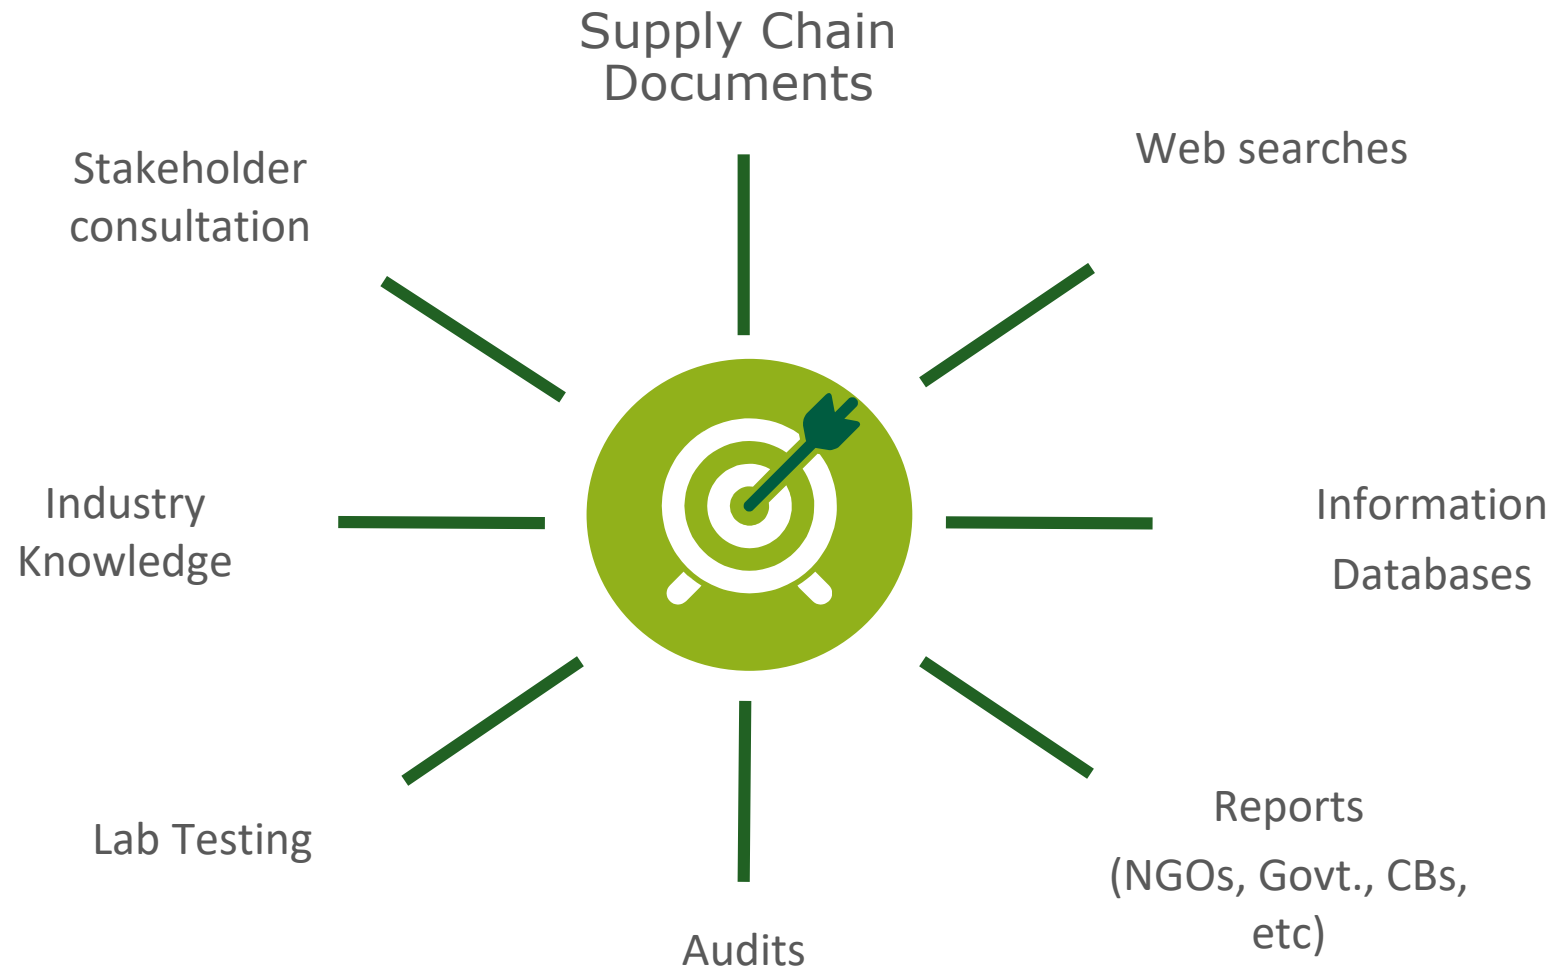 Supply Chain
Documents
Web searches
Stakeholder
consultation
Industry
Knowledge
Information
Databases
Lab Testing
Reports
(NGOs, Govt., CBs,
etc)
Audits